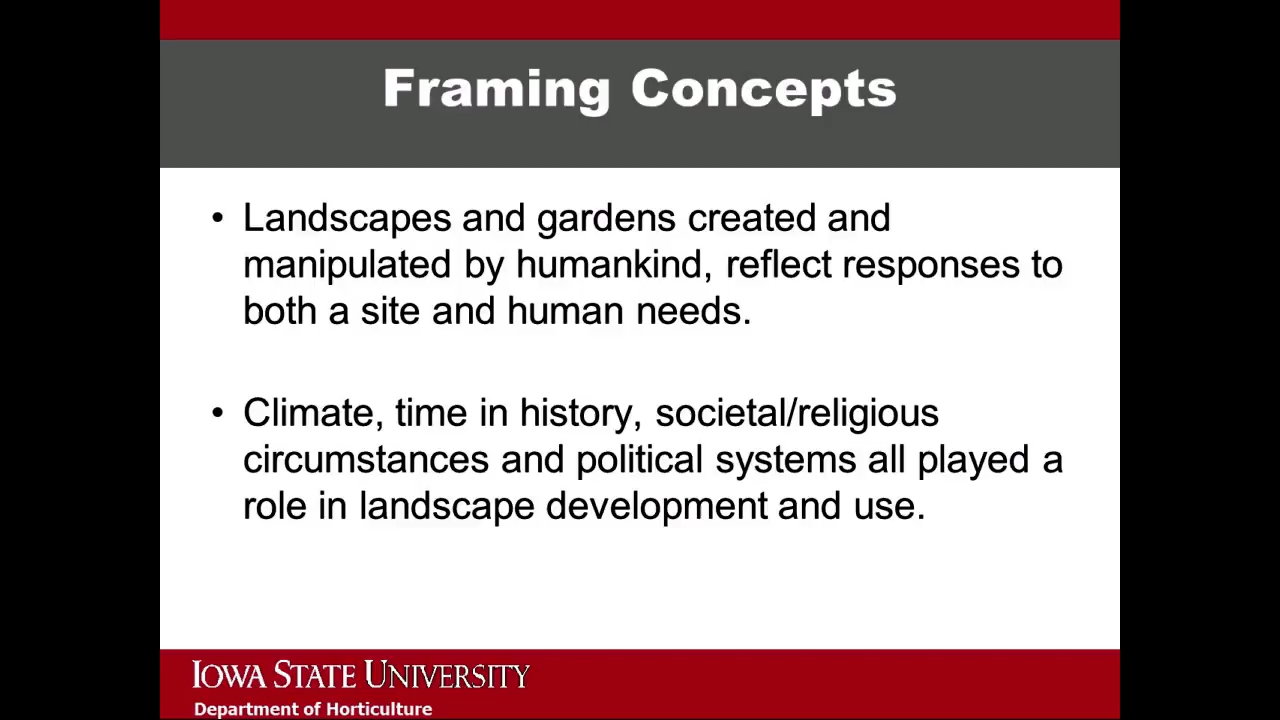 Framing Concepts
• Landscapes and gardens created and
manipulated by humankind, reflect responses to
both a site and human needs.
• Climate, time in history, societal/religious
circumstances and political systems all played a
role in landscape development and use.
IOWA STATE UNIVERSITY
Department of Horticulture